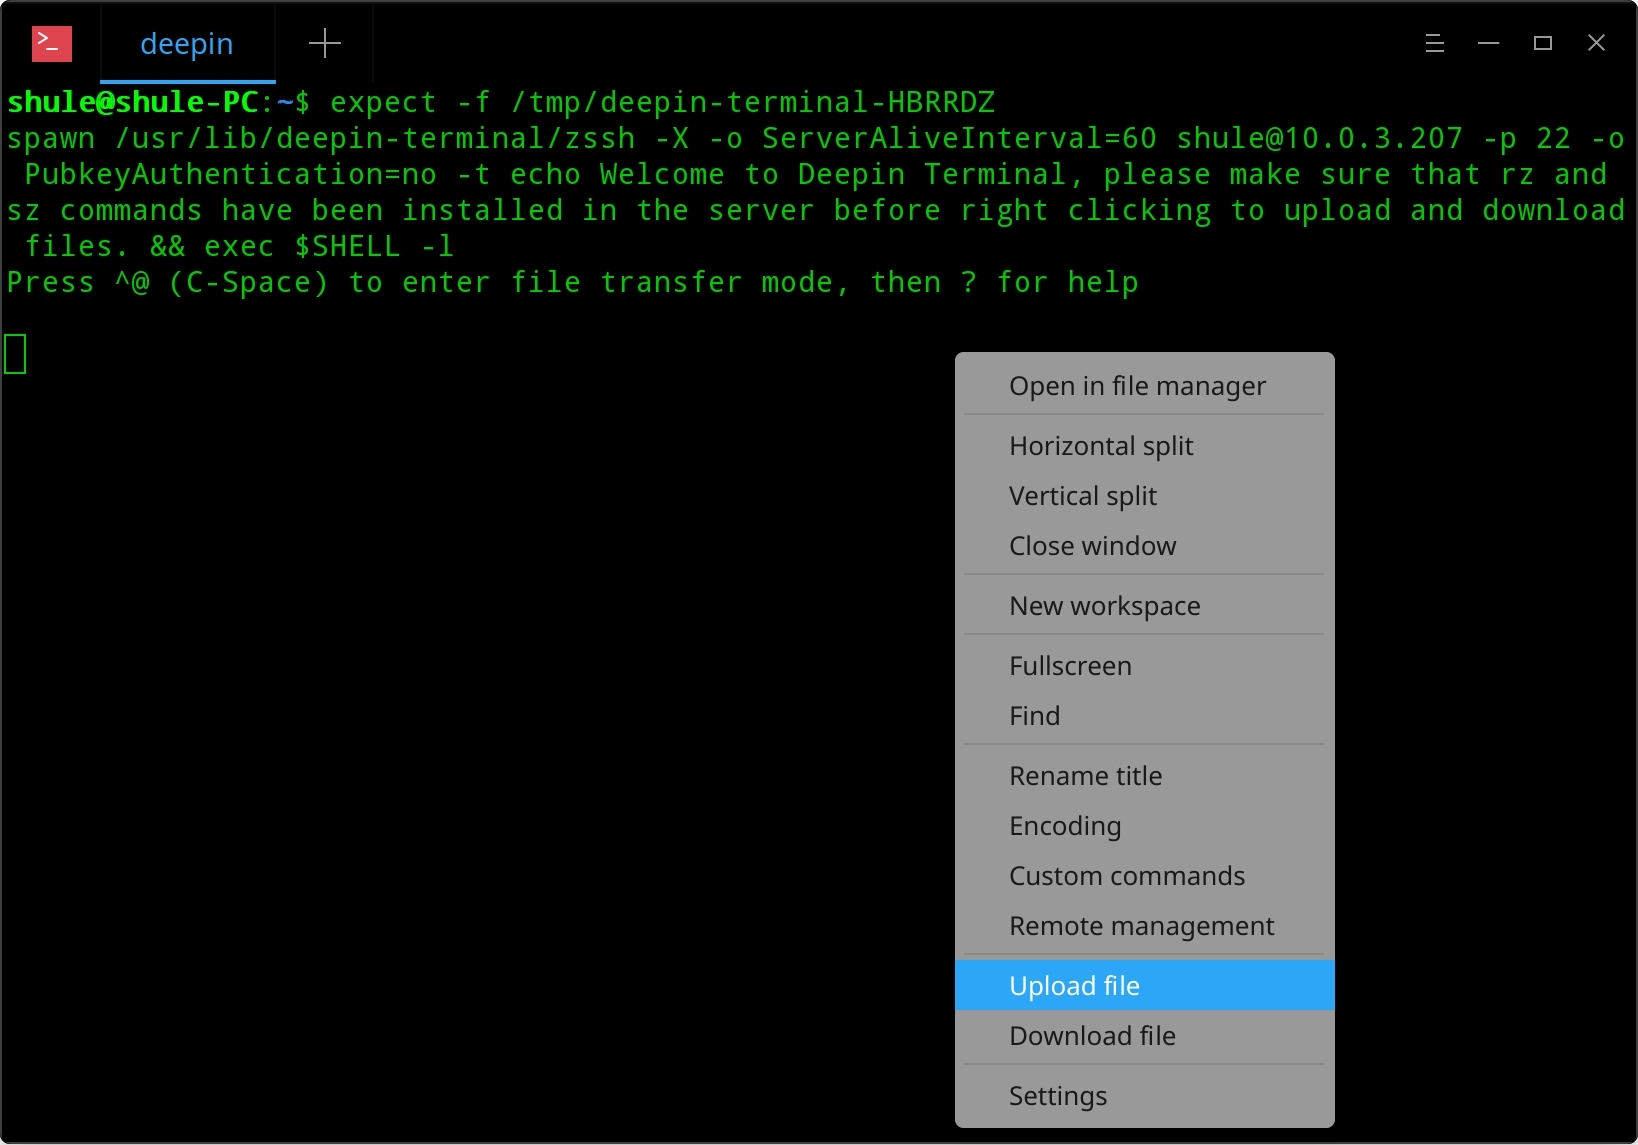 deepin
shule@shule-PC:~$ expect -f /tmp/deepin-terminal-HBRRDZ
spawn /usr/lib/deepin-terminal/zssh -X -o ServerAliveInterval=60 shule@10.0.3.207 -p 22 -o
PubkeyAuthentication=no -t echo Welcome to Deepin Terminal, please make sure that rz and
sz commands have been installed in the server before right clicking to upload and download
files. && exec $SHELL -l
Press ^@ (C-Space) to enter file transfer mode, then ? for help
Open in file manager
Horizontal split
Vertical split
Close window
New workspace
Fullscreen
Find
Rename title
Encoding
Custom commands
Remote management
Upload file
Download file
Settings